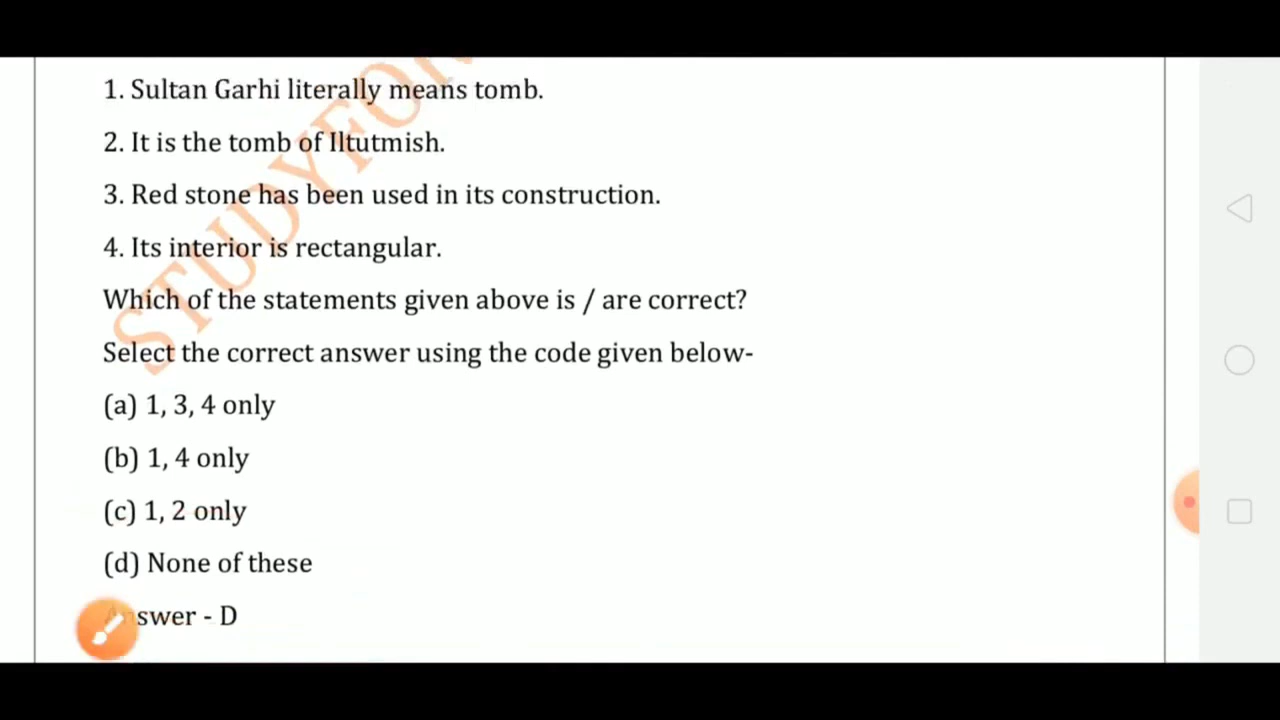 1. Sultan Garhi literally means tomb.
2. It is the tomb of Iltutmish.
3. Red stone has been used in its construction.
4. Its interior is rectangular.
Which of the statements given above is / are correct?
Select the correct answer using the code given below-
(a) 1, 3, 4 only
(b) 1, 4 only
(c) 1, 2 only
(d) None of these
Answer - D
STUDYFOR